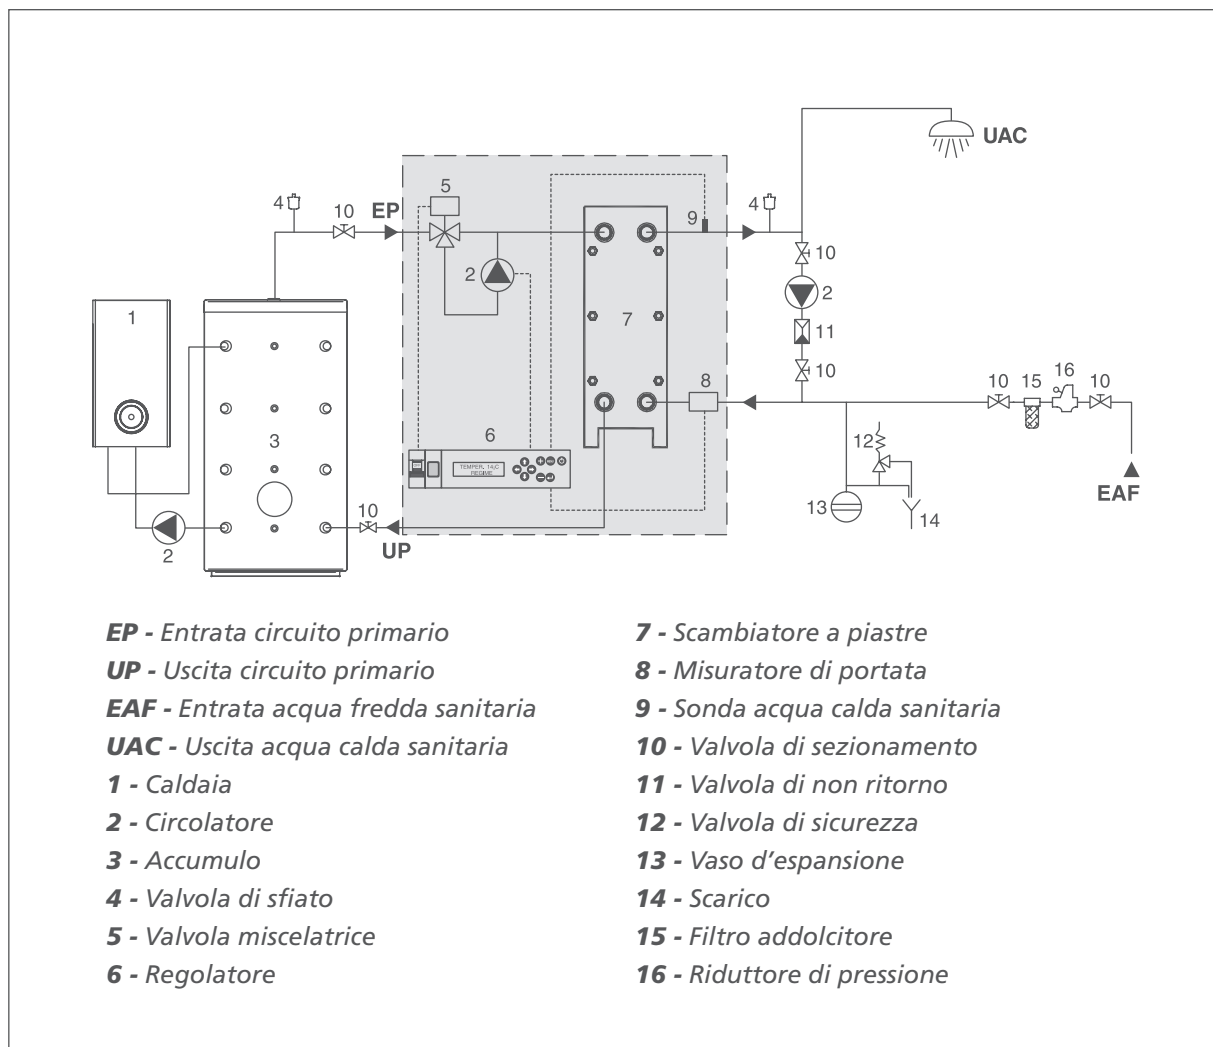 UAC
5
4
10
EP
4
9
10
2
2
1
7
11
8
10
10
15
16
10
3
6
12
TEMPER. 14¡C
REGIME
10
13
14
EAF
2
UP
EP - Entrata circuito primario
UP - Uscita circuito primario
EAF - Entrata acqua fredda sanitaria
UAC - Uscita acqua calda sanitaria
1 - Caldaia
2 - Circolatore
3 - Accumulo
4 - Valvola di sfiato
5 - Valvola miscelatrice
6 - Regolatore
7 - Scambiatore a piastre
8 - Misuratore di portata
9 - Sonda acqua calda sanitaria
10 - Valvola di sezionamento
11 - Valvola di non ritorno
12 - Valvola di sicurezza
13 - Vaso d’espansione
14 - Scarico
15 - Filtro addolcitore
16 - Riduttore di pressione